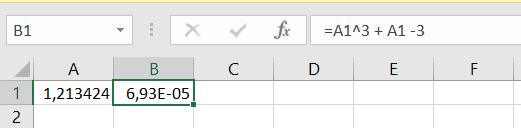 B1 fx =A1^3 + A1 -3
A B C D E F
1 1,213424 6,93E-05
2